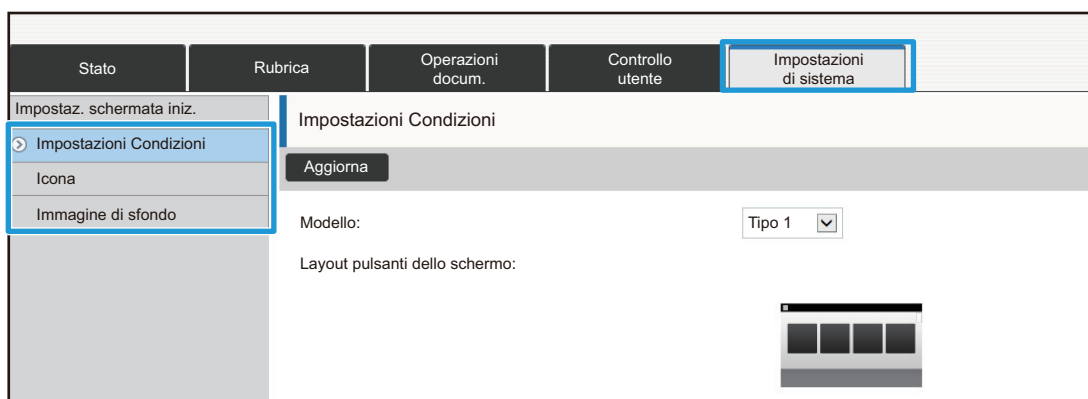 Stato
Rubrica
Operazioni
docum.
Controllo
utente
Impostazioni
di sistema
Impostaz. schermata iniz.
Impostazioni Condizioni
Icona
Immagine di sfondo
Impostazioni Condizioni
Aggiorna
Modello:
Tipo 1
Layout pulsanti dello schermo: